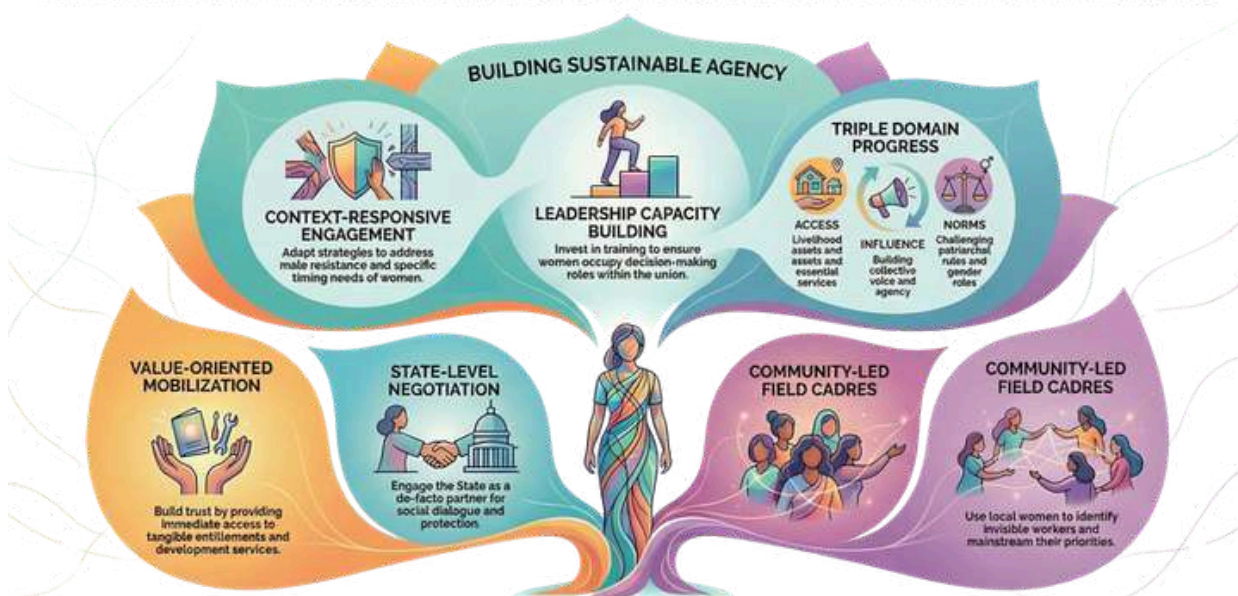 BUILDING SUSTAINABLE AGENCY
CONTEXT-RESPONSIVE
ENGAGEMENT
Adapt strategies to address
male resistance and specific
timing needs of women.
LEADERSHIP CAPACITY
BUILDING
Invest in training to ensure
women occupy decision-making
roles within the union.
TRIPLE DOMAIN
PROGRESS
ACCESS
Livelihood
assets and
assets and
essential
services
INFLUENCE
Building
collective
voice and
agency
NORMS
Challenging
patriarchal
rules and
gender
roles
VALUE-ORIENTED
MOBILIZATION
Build trust by providing
immediate access to
tangible entitlements and
development services.
STATE-LEVEL
NEGOTIATION
Engage the State as a
de-facto partner for
social dialogue and
protection.
COMMUNITY-LED
FIELD CADRES
COMMUNITY-LED
FIELD CADRES
Use local women to identify
invisible workers and
mainstream their priorities.